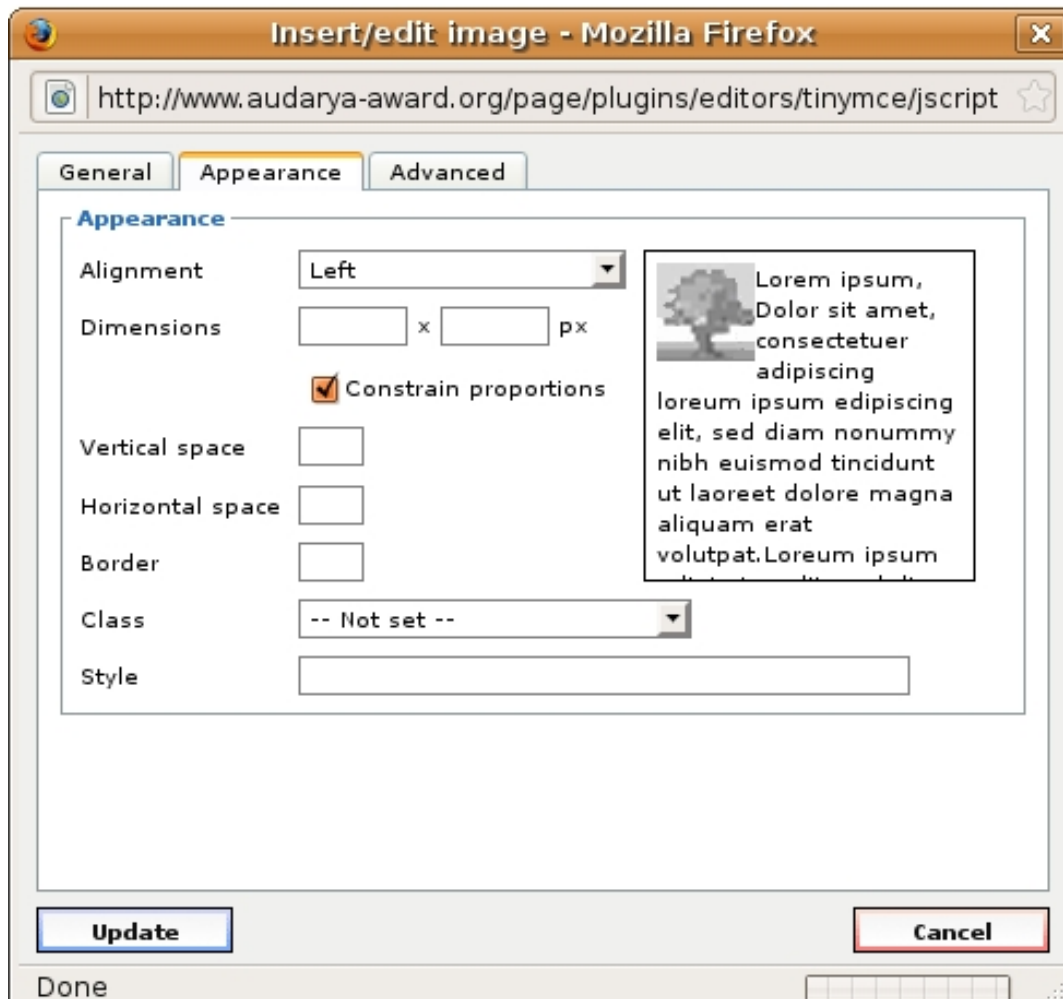 Insert/edit image - Mozilla Firefox
http://www.audarya-award.org/page/plugins/editors/tinymce/jscript
General Appearance Advanced
Appearance
Alignment Left
Dimensions x px
Constrain proportions
Vertical space
Horizontal space
Border
Class -- Not set --
Style
Lorem ipsum,
Dolor sit amet,
consectetuer
adipiscing
loreum ipsum edipiscing
elit, sed diam nonummy
nibh euismod tincidunt
ut laoreet dolore magna
aliquam erat
volutpat.Loreum ipsum
Update Cancel
Done